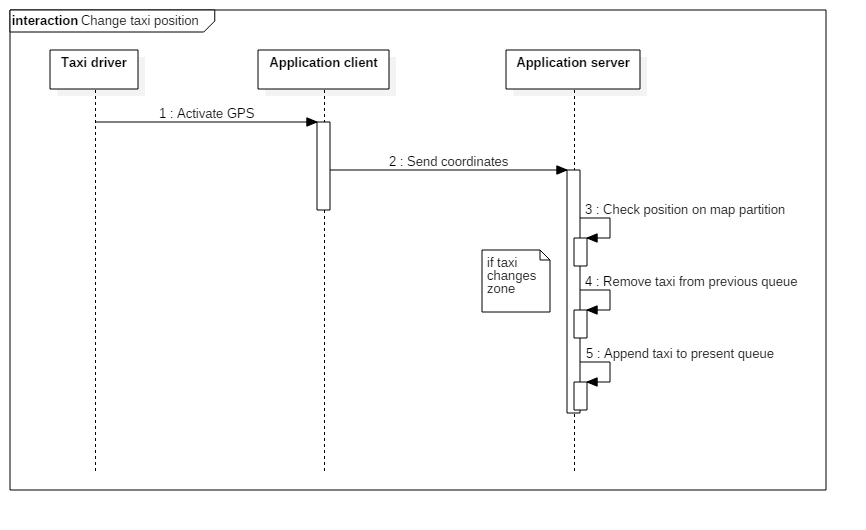 interaction Change taxi position
Taxi driver
Application client
Application server
1 : Activate GPS
2 : Send coordinates
3 : Check position on map partition
if taxi
changes
zone
4 : Remove taxi from previous queue
5 : Append taxi to present queue